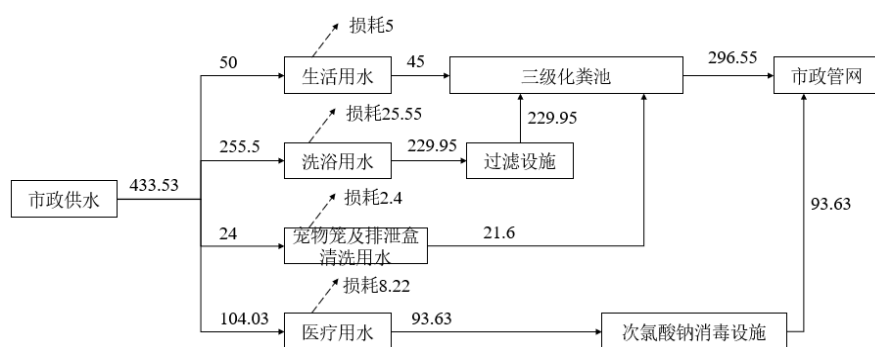 损耗5
50
生活用水
45
三级化粪池
296.55
市政管网
损耗25.55
229.95
255.5
洗浴用水
229.95
过滤设施
市政供水
433.53
损耗2.4
93.63
24
宠物笼及排泄盒
清洗用水
21.6
损耗8.22
104.03
医疗用水
93.63
次氯酸钠消毒设施